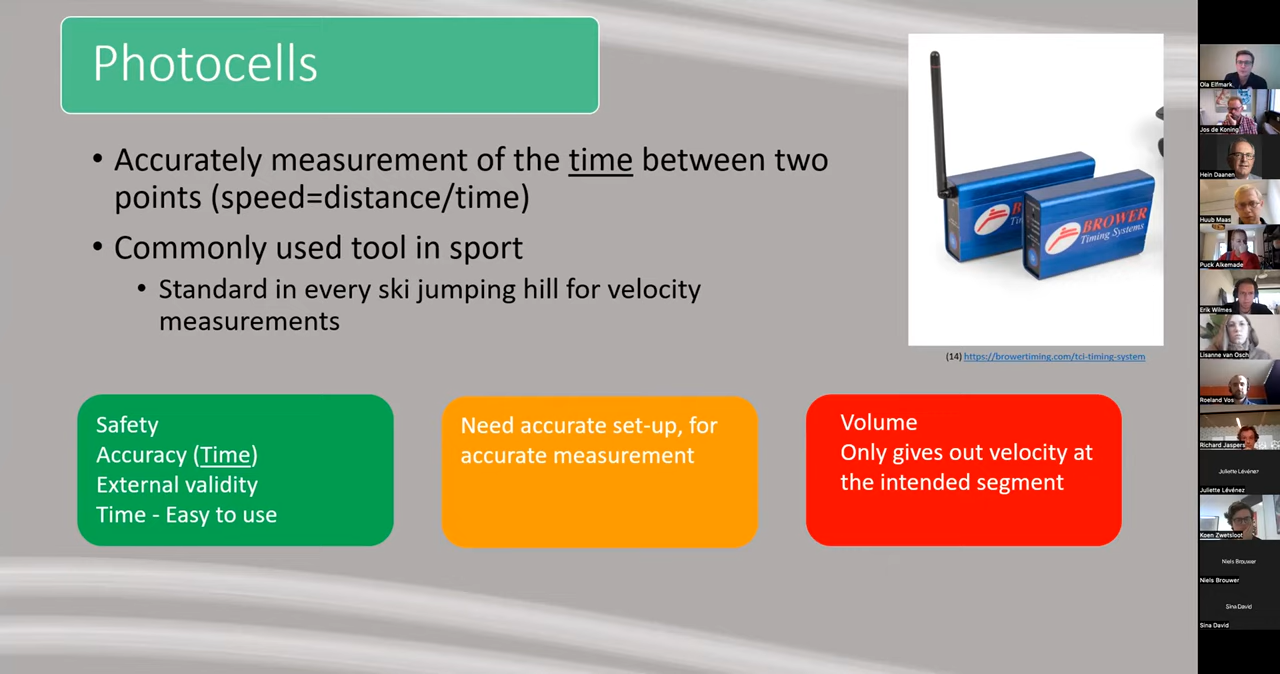 Photocells
• Accurately measurement of the time between two
points (speed=distance/time)
• Commonly used tool in sport
• Standard in every ski jumping hill for velocity
measurements
BROWER
Timing Systems
(14) https://browertiming.com/tci-timing-system
Safety
Accuracy (Time)
External validity
Time - Easy to use
Need accurate set-up, for
accurate measurement
Volume
Only gives out velocity at
the intended segment
Ola Elfmark
Jos de Koning
Hein Daanen
Huub Maas
Puck Alkemade
Erik Wilmes
Lisanne van Osch
Roeland Vos
Richard Jaspers
Juliette Lévénez
Juliette Lévénez
Koen Zwetsloot
Niels Brouwer
Niels Brouwer
Sina David
Sina David